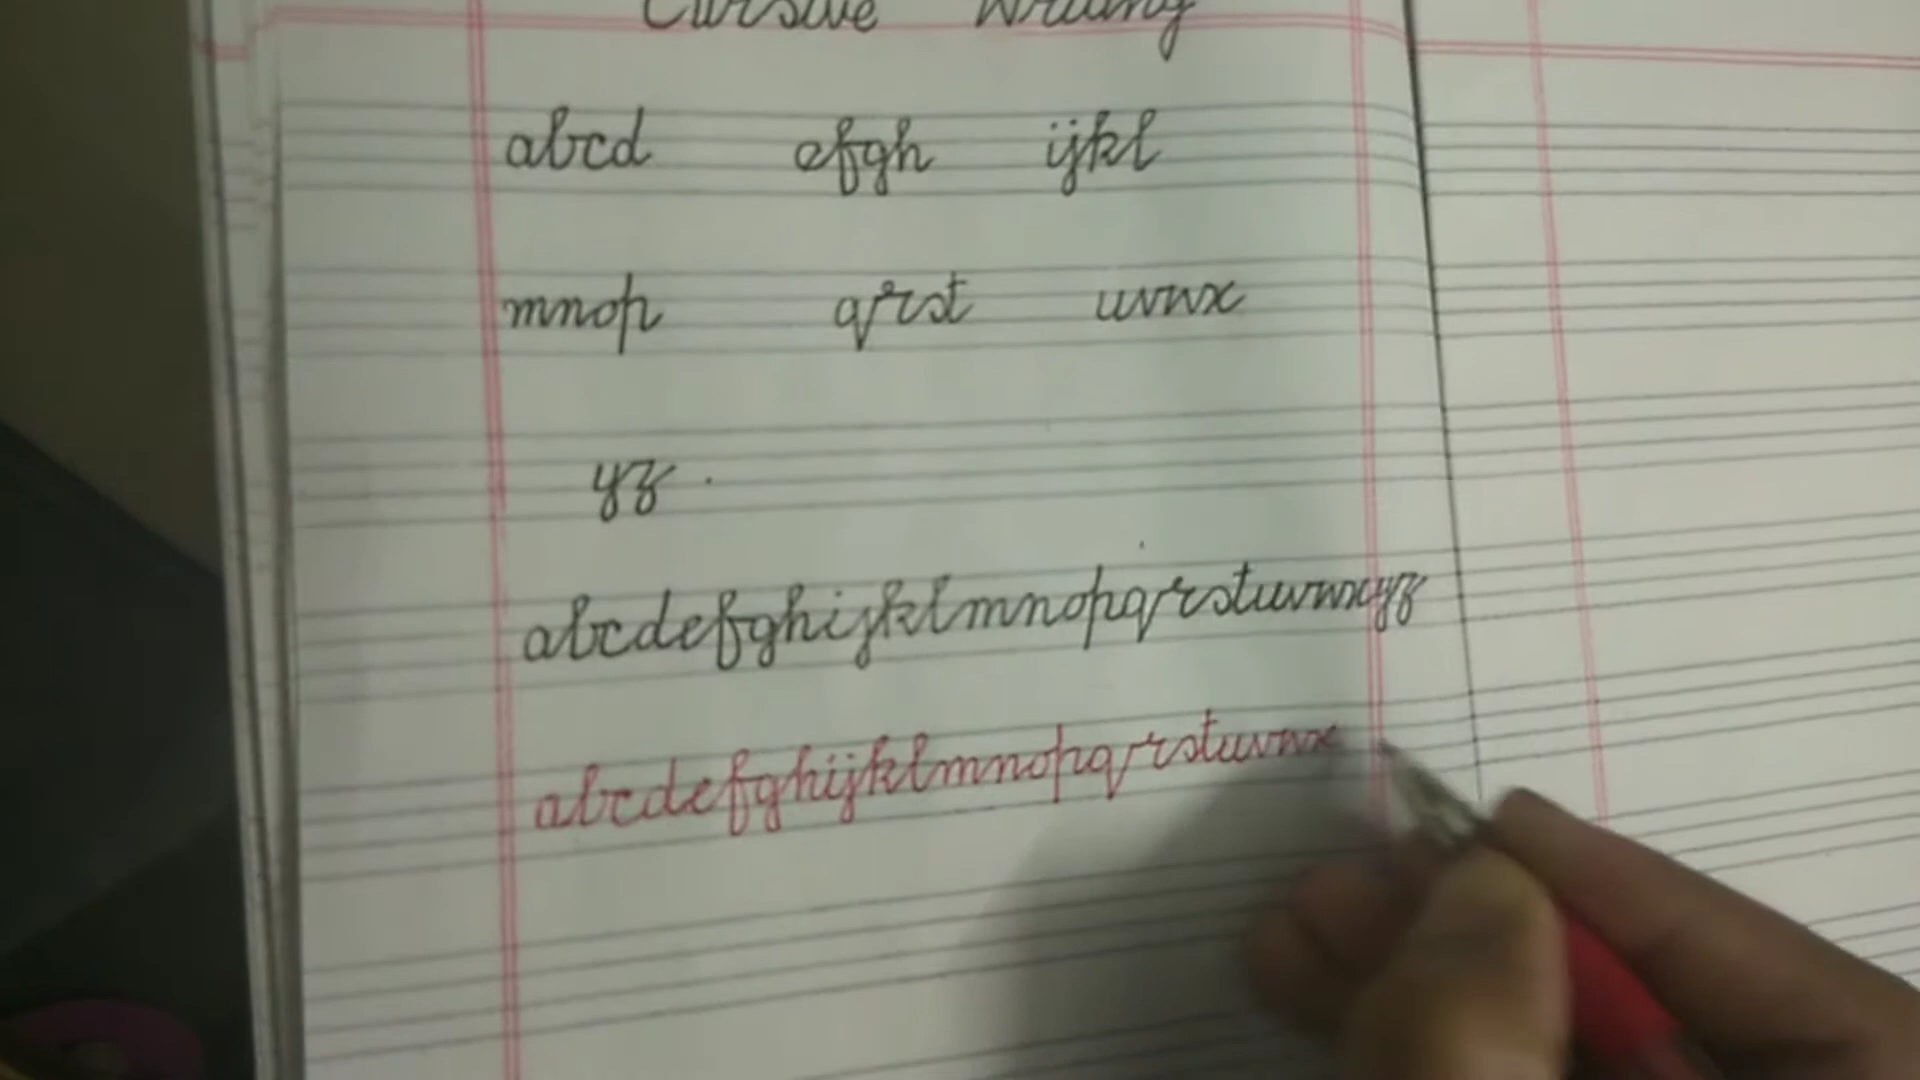 Cursive Writing
abcd efgh ijkl
mnop qrst uvwx
yz .
abcdefghijklmnopqrstuvwxyz
abcdefghijklmnopqrstuvwx